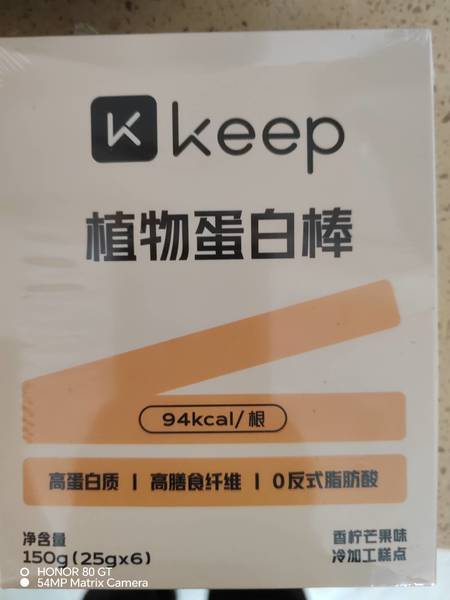 K keep
植物蛋白棒
94kcal/根
高蛋白质 | 高膳食纤维 | 0反式脂肪酸
净含量
150g(25g×6)
香柠芒果味
冷加工糕点
HONOR 80 GT
54MP Matrix Camera